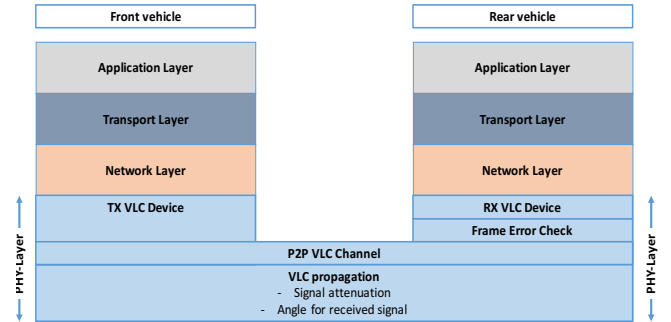 Front vehicle
Rear vehicle
Application Layer
Application Layer
Transport Layer
Transport Layer
Network Layer
Network Layer
TX VLC Device
RX VLC Device
Frame Error Check
PHY-Layer
PHY-Layer
P2P VLC Channel
VLC propagation
- Signal attenuation
- Angle for received signal